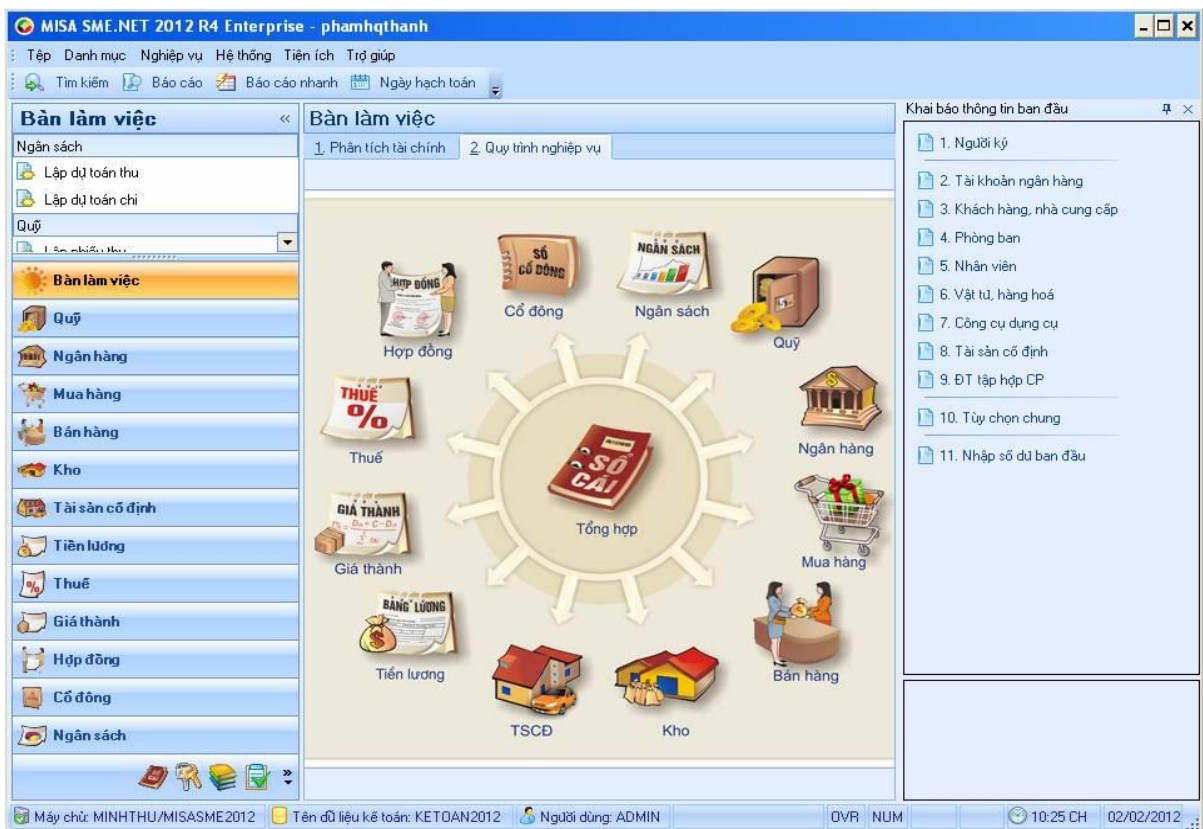 MISA SME.NET 2012 R4 Enterprise - phamhqthanh
Tệp Danh mục Nghiệp vụ Hệ thống Tiện ích Trợ giúp
Tìm kiếm Báo cáo Báo cáo nhanh Ngày hạch toán
Bàn làm việc
Ngân sách
Lập dự toán thu
Lập dự toán chi
Quỹ
Lập phiếu thu
Bàn làm việc
Quỹ
Ngân hàng
Mua hàng
Bán hàng
Kho
Tài sản cố định
Tiền lương
Thuế
Giá thành
Hợp đồng
Cổ đông
Ngân sách
Bàn làm việc
1. Phân tích tài chính 2. Quy trình nghiệp vụ
HỢP ĐỒNG
Hợp đồng
SỔ CỔ ĐÔNG
Cổ đông
NGÂN SÁCH
Ngân sách
Quỹ
THUẾ
%
Thuế
Ngân hàng
SỔ CÁI
Tổng hợp
GIÁ THÀNH
Giá thành
Mua hàng
BẢNG LƯƠNG
Tiền lương
Bán hàng
TSCĐ
Kho
Khai báo thông tin ban đầu
1. Người ký
2. Tài khoản ngân hàng
3. Khách hàng, nhà cung cấp
4. Phòng ban
5. Nhân viên
6. Vật tư, hàng hoá
7. Công cụ dụng cụ
8. Tài sản cố định
9. ĐT tập hợp CP
10. Tùy chọn chung
11. Nhập số dư ban đầu
Máy chủ: MINHTHU/MISASME2012 Tên dữ liệu kế toán: KETOAN2012 Người dùng: ADMIN OVR NUM 10:25 CH 02/02/2012